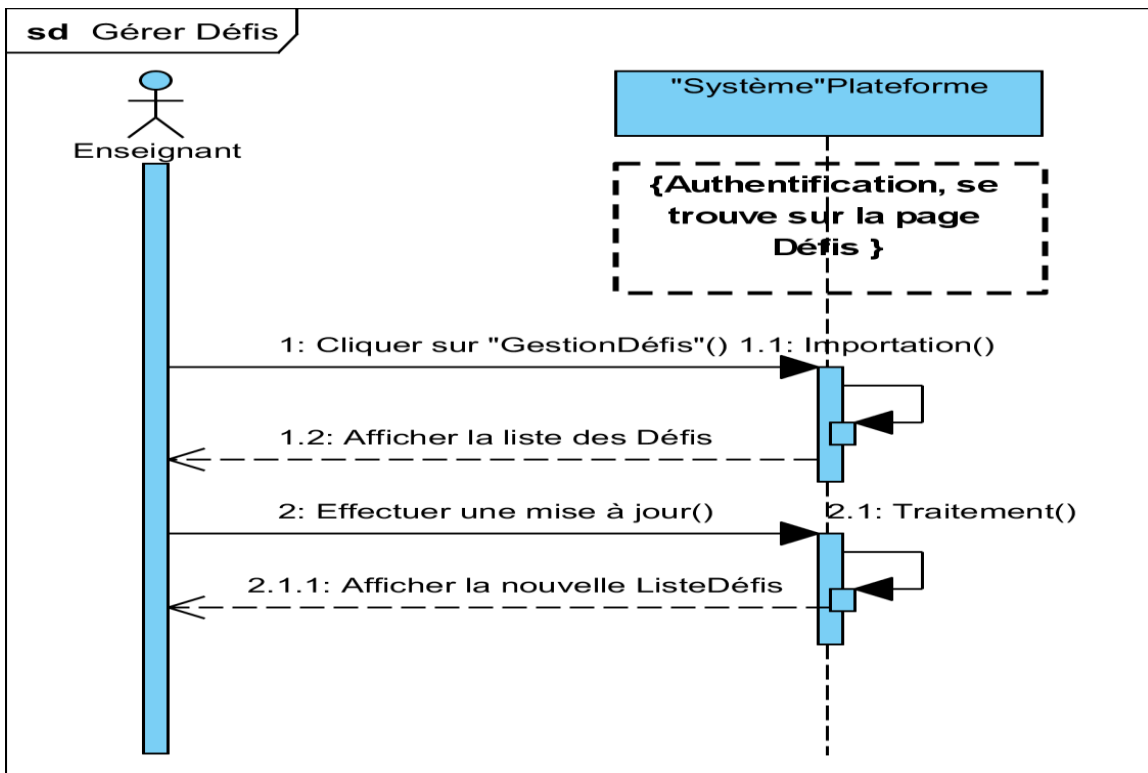 sd Gérer Défis
Enseignant
"Système"Plateforme
{Authentification, se
trouve sur la page
Défis }
1: Cliquer sur "GestionDéfis"() 1.1: Importation()
1.2: Afficher la liste des Défis
2: Effectuer une mise à jour() 2.1: Traitement()
2.1.1: Afficher la nouvelle ListeDéfis